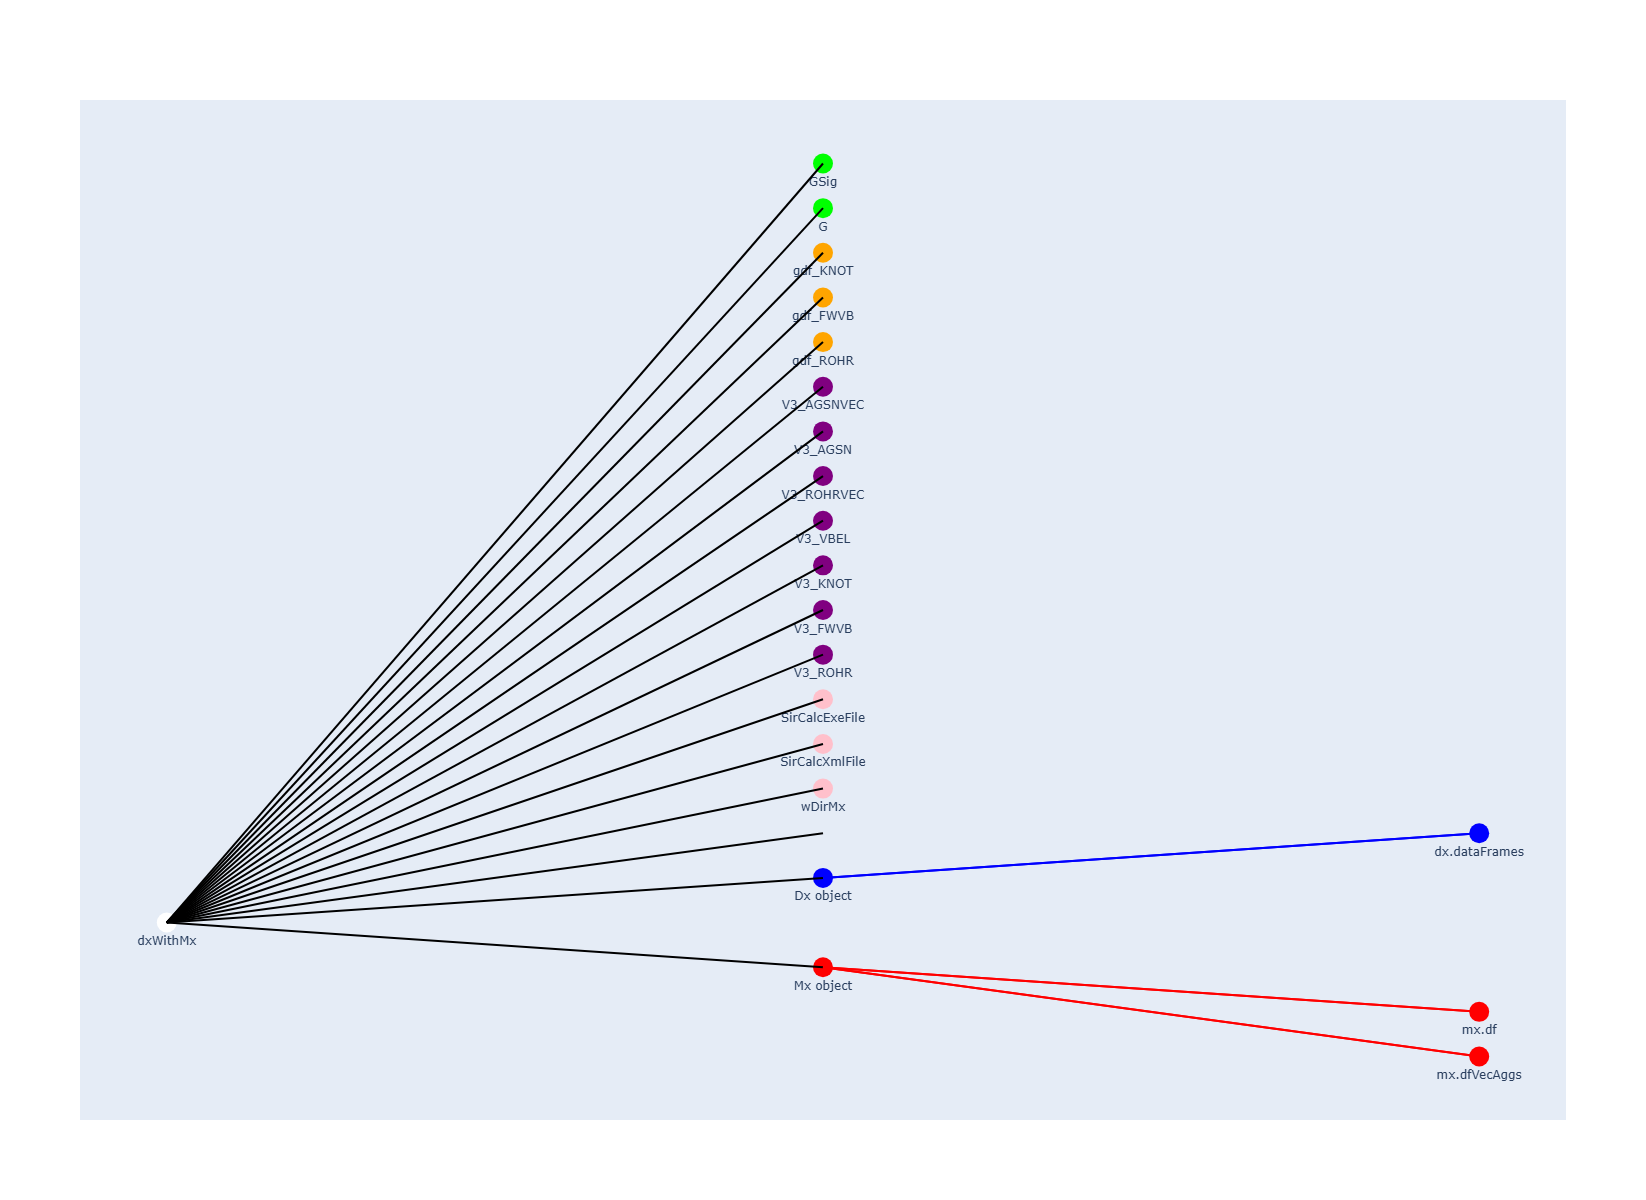 GSig
G
gdf_KNOT
gdf_FWVB
gdf_ROHR
V3_AGSNVEC
V3_AGSN
V3_ROHRVEC
V3_VBEL
V3_KNOT
V3_FWVB
V3_ROHR
SirCalcExeFile
SirCalcXmlFile
wDirMx
dx.dataFrames
Dx object
dxWithMx
Mx object
mx.df
mx.dfVecAggs